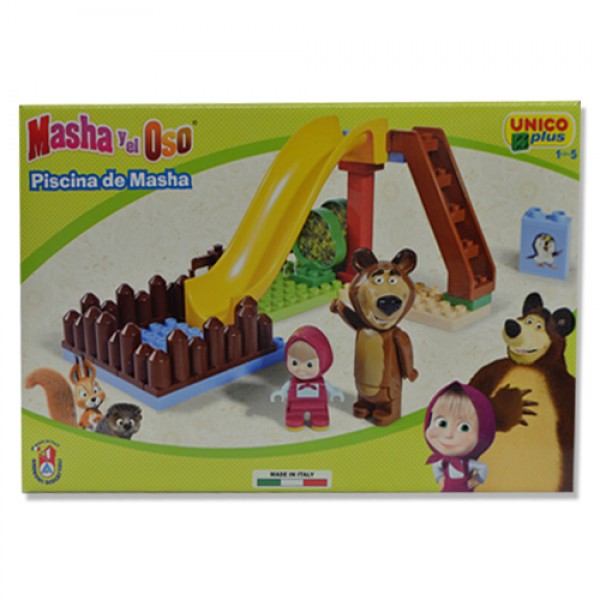 Masha y el Oso
Piscina de Masha
UNICO
plus
1-5
MADE IN ITALY